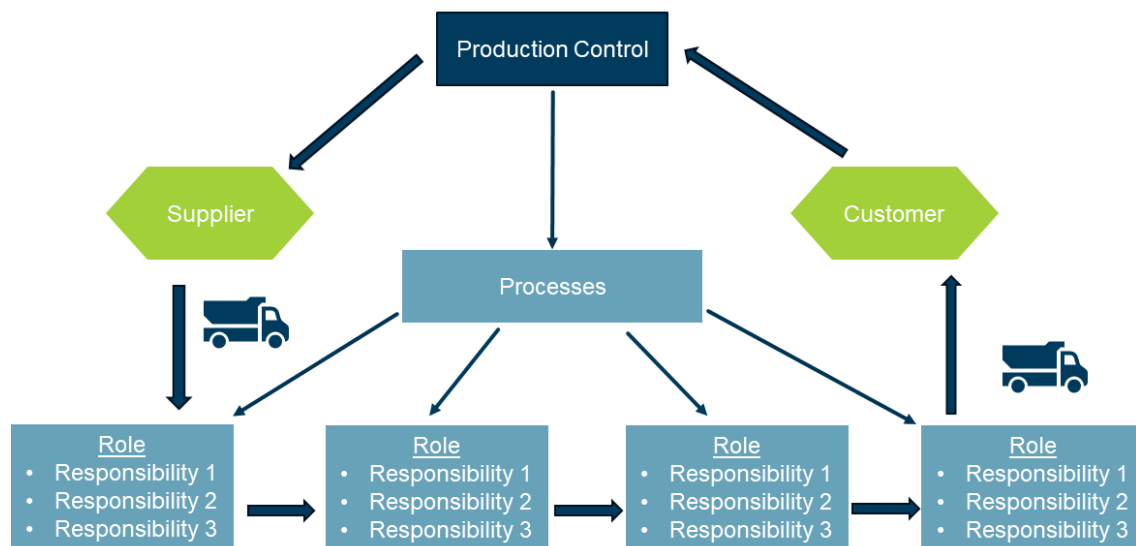 Production Control
Supplier
Customer
Processes
Role
• Responsibility 1
• Responsibility 2
• Responsibility 3
Role
• Responsibility 1
• Responsibility 2
• Responsibility 3
Role
• Responsibility 1
• Responsibility 2
• Responsibility 3
Role
• Responsibility 1
• Responsibility 2
• Responsibility 3